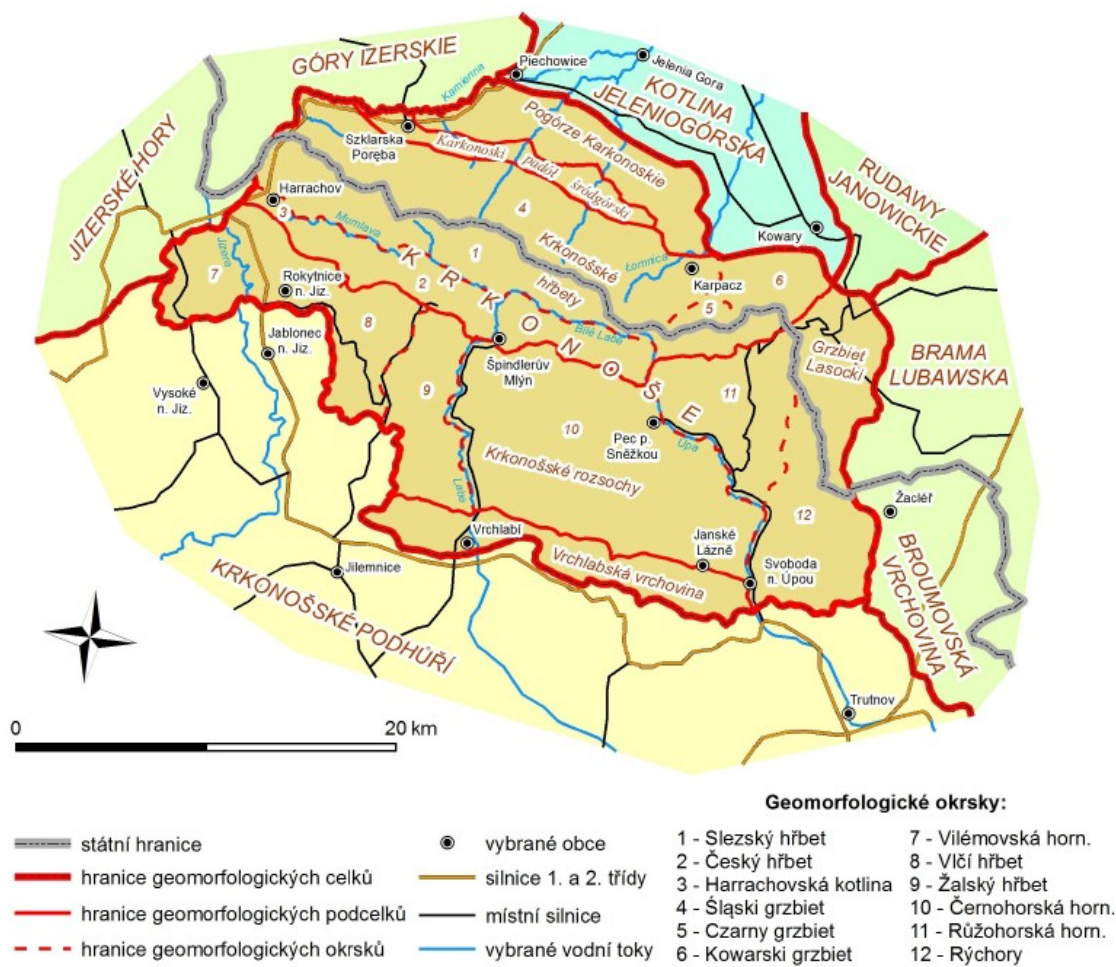 GÓRY IZERSKIE
Piechowice
Jelenia Gora
Kamienna
KOTLINA
JELENIOGÓRSKA
JIZERSKÉ HORY
Szklarska
Poręba
Karkonoski
padół
śródgórski
Pogórze Karkonoskie
RUDAWY
JANOWICKIE
Harrachov
3
4
Kowary
Mumlava
1
Krkonošské
hřbety
Łomnica
Karpacz
6
5
Jizera
7
Rokytnice
n. Jiz.
2
KRKONOŠE
Bílé Labe
8
Jablonec
n. Jiz.
Špindlerův
Mlýn
Grzbiet
Lasocki
BRAMA
LUBAWSKA
Vysoké
n. Jiz.
9
11
10
Pec p.
Sněžkou
Úpa
Krkonošské rozsochy
Labe
12
Žacléř
Vrchlabí
Janské
Lázně
Svoboda
n. Úpou
Vrchlabská vrchovina
Jilemnice
KRKONOŠSKÉ PODHŮŘÍ
BROUMOVSKÁ
VRCHOVINA
Trutnov
0
20 km
státní hranice
hranice geomorfologických celků
hranice geomorfologických podcelků
hranice geomorfologických okrsků
vybrané obce
silnice 1. a 2. třídy
místní silnice
vybrané vodní toky
Geomorfologické okrsky:
1 - Slezský hřbet
2 - Český hřbet
3 - Harrachovská kotlina
4 - Śląski grzbiet
5 - Czarny grzbiet
6 - Kowarski grzbiet
7 - Vilémovská horn.
8 - Vlčí hřbet
9 - Žalský hřbet
10 - Černohorská horn.
11 - Růžohorská horn.
12 - Rýchory